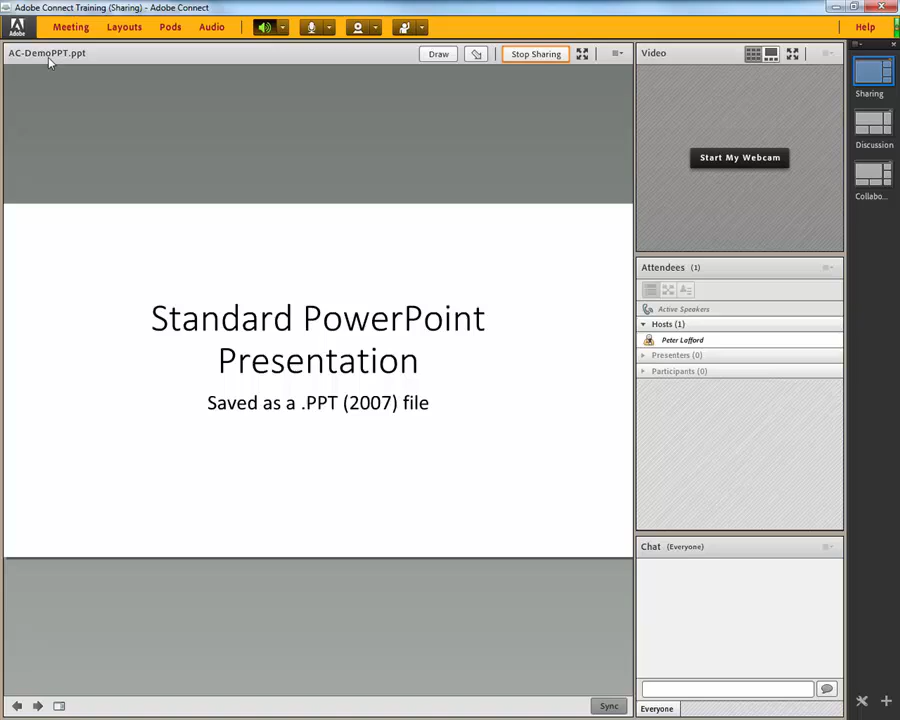 Adobe Connect Training (Sharing) - Adobe Connect
Adobe
Meeting
Layouts
Pods
Audio
Help
AC-DemoPPT.ppt
Draw
Stop Sharing
Video
Sharing
Discussion
Collabo...
Start My Webcam
Standard PowerPoint
Presentation
Saved as a .PPT (2007) file
Attendees (1)
Active Speakers
Hosts (1)
Peter Lafford
Presenters (0)
Participants (0)
Chat (Everyone)
Everyone
Sync